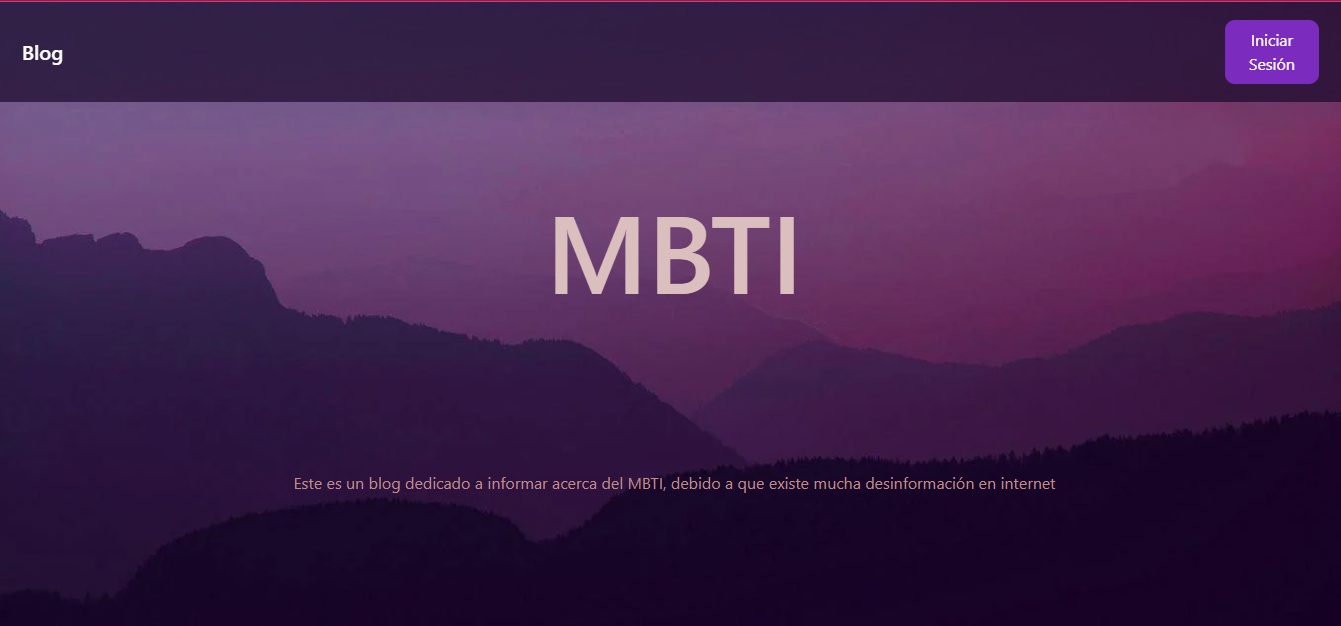 Blog
Iniciar
Sesión
MBTI
Este es un blog dedicado a informar acerca del MBTI, debido a que existe mucha desinformación en internet